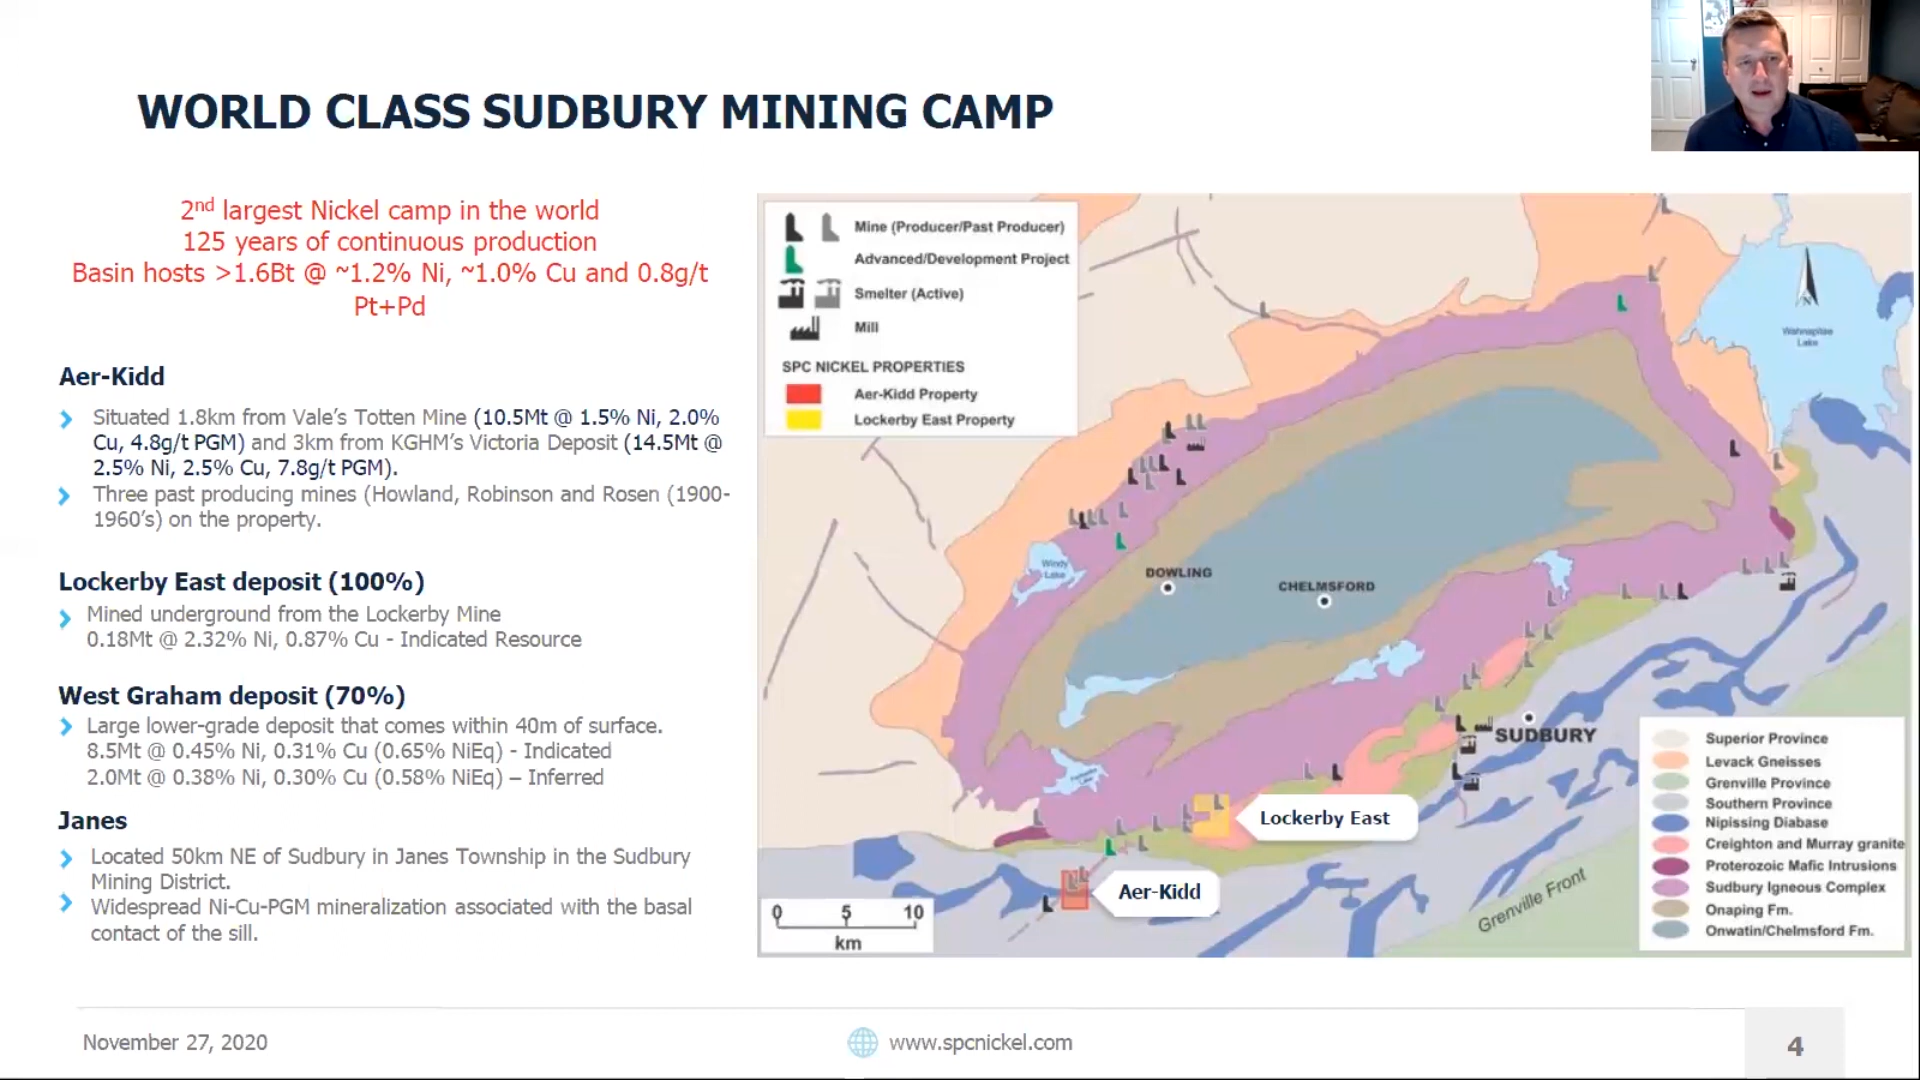 WORLD CLASS SUDBURY MINING CAMP
2nd largest Nickel camp in the world
125 years of continuous production
Basin hosts >1.6Bt @ ~1.2% Ni, ~1.0% Cu and 0.8g/t
Pt+Pd
Aer-Kidd
Situated 1.8km from Vale's Totten Mine (10.5Mt @ 1.5% Ni, 2.0%
Cu, 4.8g/t PGM) and 3km from KGHM's Victoria Deposit (14.5Mt @
2.5% Ni, 2.5% Cu, 7.8g/t PGM).
Three past producing mines (Howland, Robinson and Rosen (1900-
1960's) on the property.
Lockerby East deposit (100%)
Mined underground from the Lockerby Mine
0.18Mt @ 2.32% Ni, 0.87% Cu - Indicated Resource
West Graham deposit (70%)
Large lower-grade deposit that comes within 40m of surface.
8.5Mt @ 0.45% Ni, 0.31% Cu (0.65% NiEq) - Indicated
2.0Mt @ 0.38% Ni, 0.30% Cu (0.58% NiEq) – Inferred
Janes
Located 50km NE of Sudbury in Janes Township in the Sudbury
Mining District.
Widespread Ni-Cu-PGM mineralization associated with the basal
contact of the sill.
Mine (Producer/Past Producer)
Advanced/Development Project
Smelter (Active)
Mill
SPC NICKEL PROPERTIES
Aer-Kidd Property
Lockerby East Property
N
Wahnapitae
Lake
Windy
Lake
DOWLING
CHELMSFORD
SUDBURY
Lockerby East
Aer-Kidd
Grenville Front
0 5 10
km
Superior Province
Levack Gneisses
Grenville Province
Southern Province
Nipissing Diabase
Creighton and Murray granite
Proterozoic Mafic Intrusions
Sudbury Igneous Complex
Onaping Fm.
Onwatin/Chelmsford Fm.
November 27, 2020
www.spcnickel.com
4